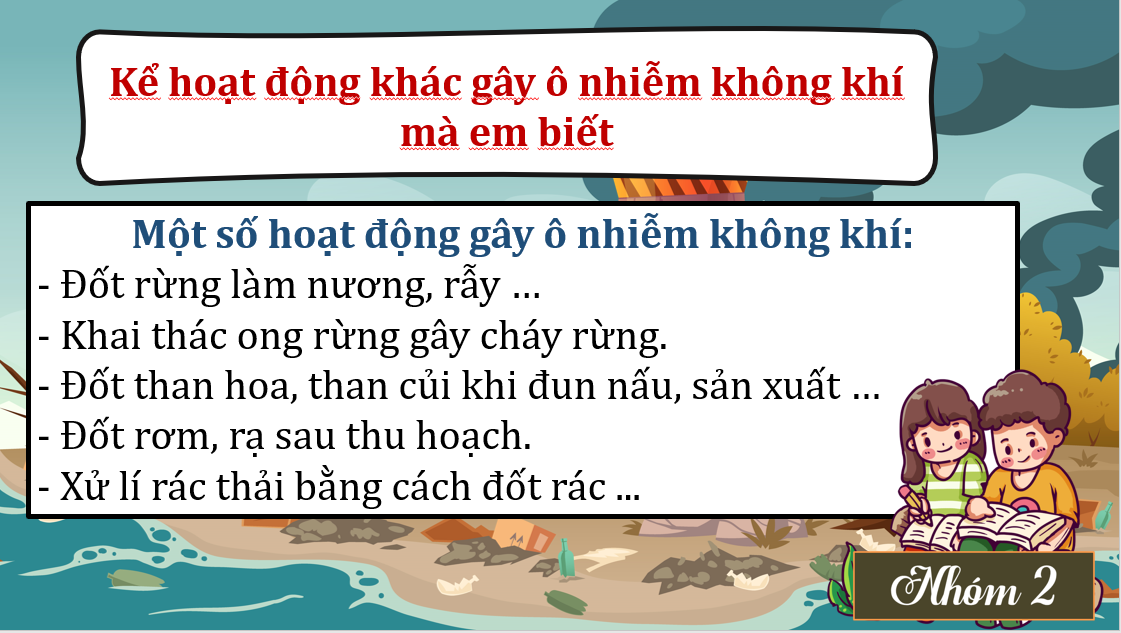 Kể hoạt động khác gây ô nhiễm không khí
mà em biết
Một số hoạt động gây ô nhiễm không khí:
- Đốt rừng làm nương, rẫy ...
- Khai thác ong rừng gây cháy rừng.
- Đốt than hoa, than củi khi đun nấu, sản xuất ...
- Đốt rơm, rạ sau thu hoạch.
- Xử lí rác thải bằng cách đốt rác ...
Nhóm 2